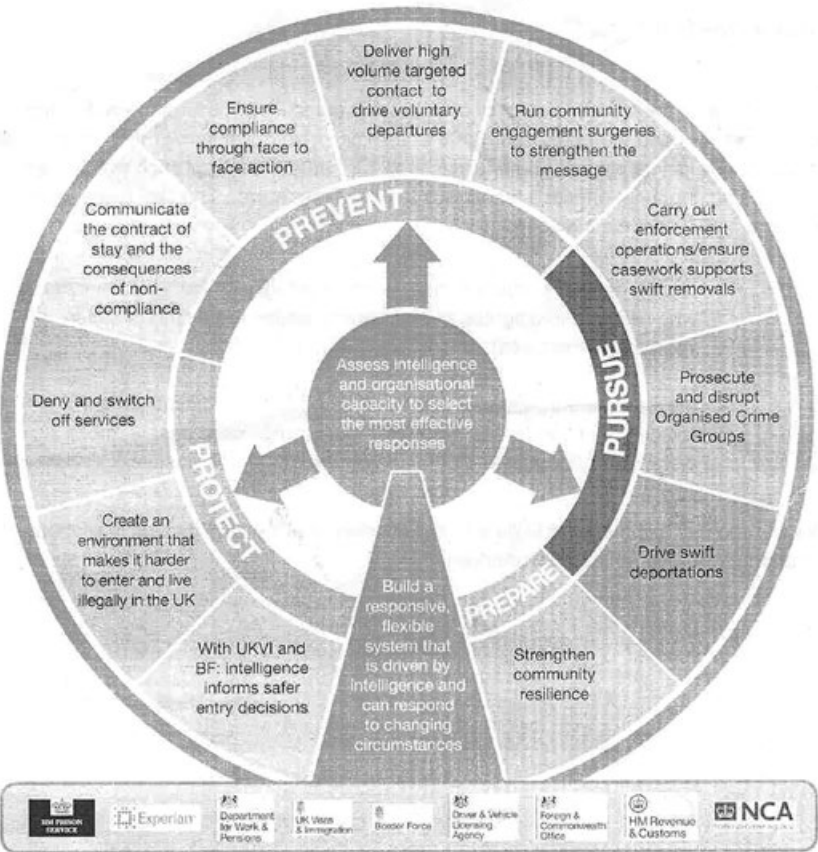 Deliver high
volume targeted
contact to
drive voluntary
departures
Ensure
compliance
through face to
face action
Run community
engagement surgeries
to strengthen the
message
Communicate
the contract of
stay and the
consequences
of non-
compliance
PREVENT
Carry out
enforcement
operations/ensure
casework supports
swift removals
Deny and switch
off services
Assess intelligence
and organisational
capacity to select
the most effective
responses
PURSUE
Prosecute
and disrupt
Organised Crime
Groups
PROTECT
Create an
environment that
makes it harder
to enter and live
illegally in the UK
Drive swift
deportations
With UKVI and
BF: intelligence
informs safer
entry decisions
Build a
responsive,
flexible
system that
is driven by
intelligence and
can respond
to changing
circumstances
PREPARE
Strengthen
community
resilience
HM PRISON
SERVICE
Experian
Department
for Work &
Pensions
UK Visas
& Immigration
Border Force
Driver & Vehicle
Licensing
Agency
Foreign &
Commonwealth
Office
HM Revenue
& Customs
NCA